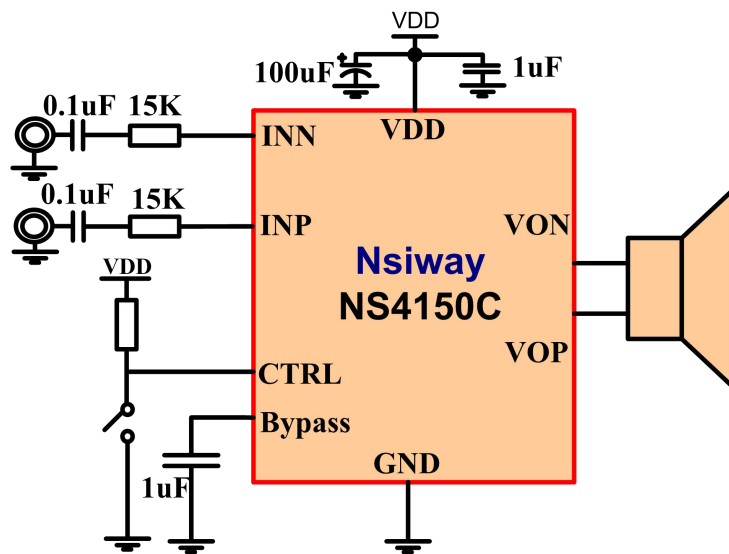 VDD
100uF
1uF
0.1uF 15K
INN
VDD
0.1uF 15K
INP
VON
VDD
Nsiway
NS4150C
VOP
CTRL
Bypass
1uF
GND